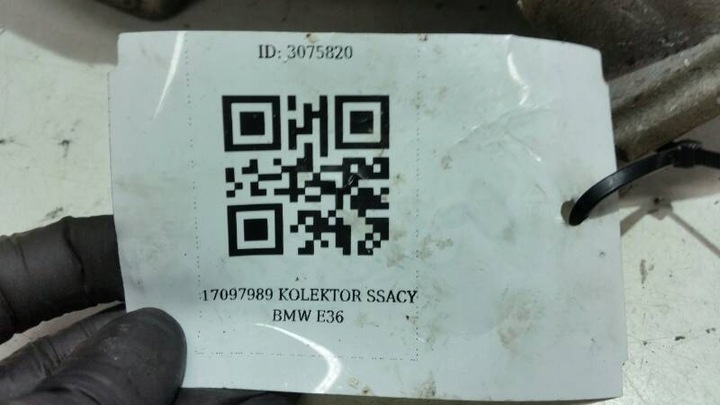 ID: 3075820
17097989 KOLEKTOR SSACY
BMW E36